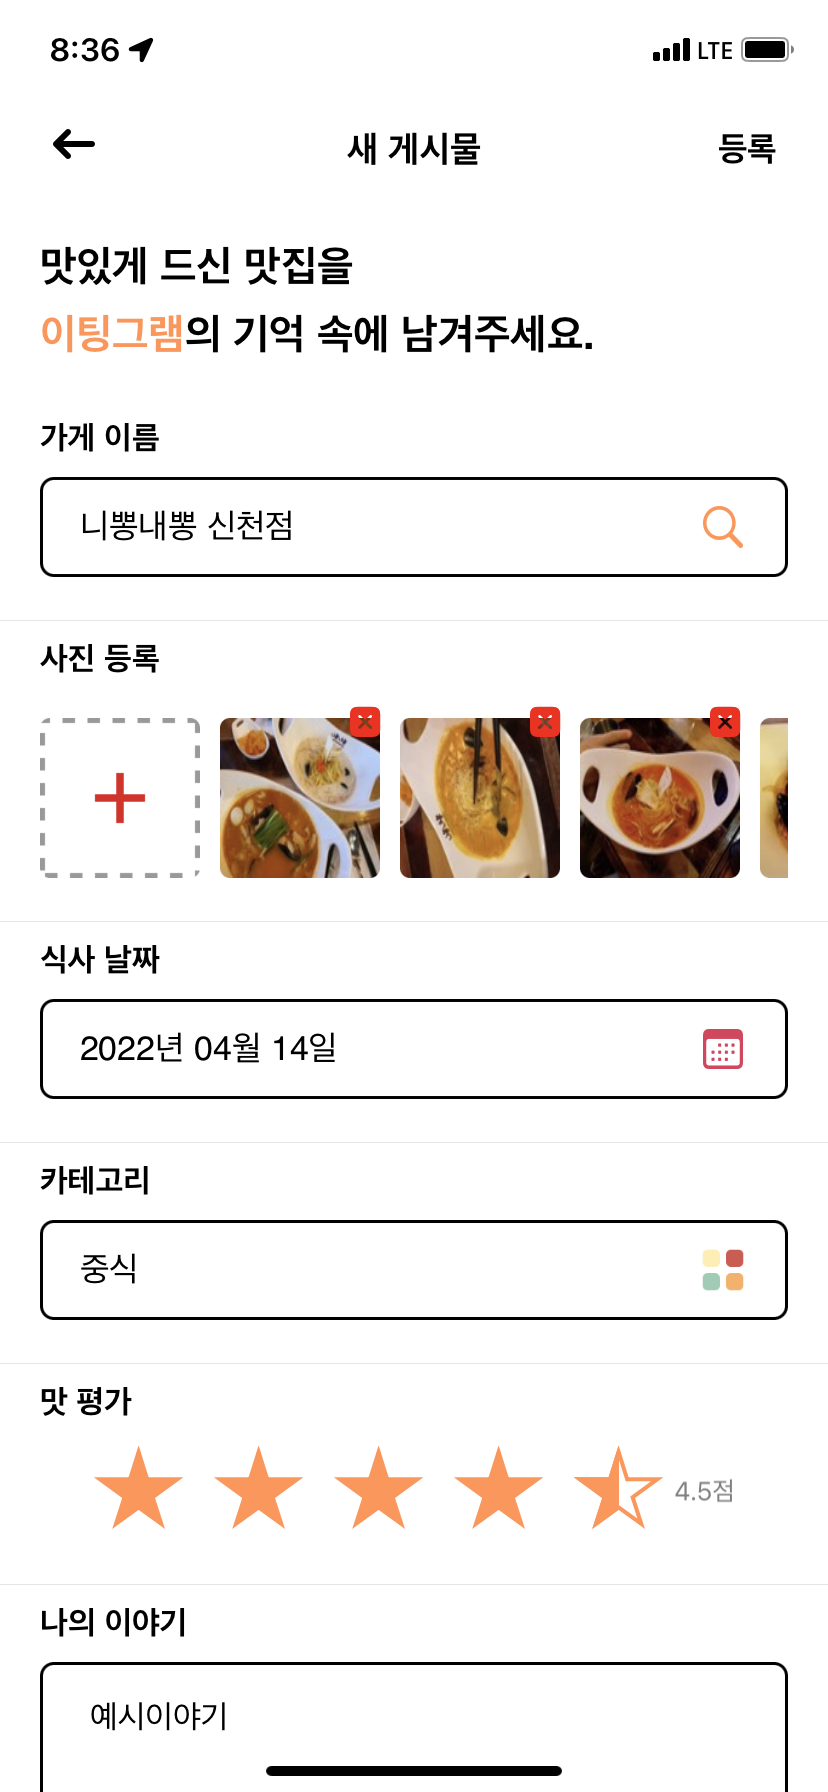 8:36 LTE
새 게시물 등록
맛있게 드신 맛집을
이팅그램의 기억 속에 남겨주세요.
가게 이름
니뽕내뽕 신천점
사진 등록
식사 날짜
2022년 04월 14일
카테고리
중식
맛 평가
4.5점
나의 이야기
예시이야기